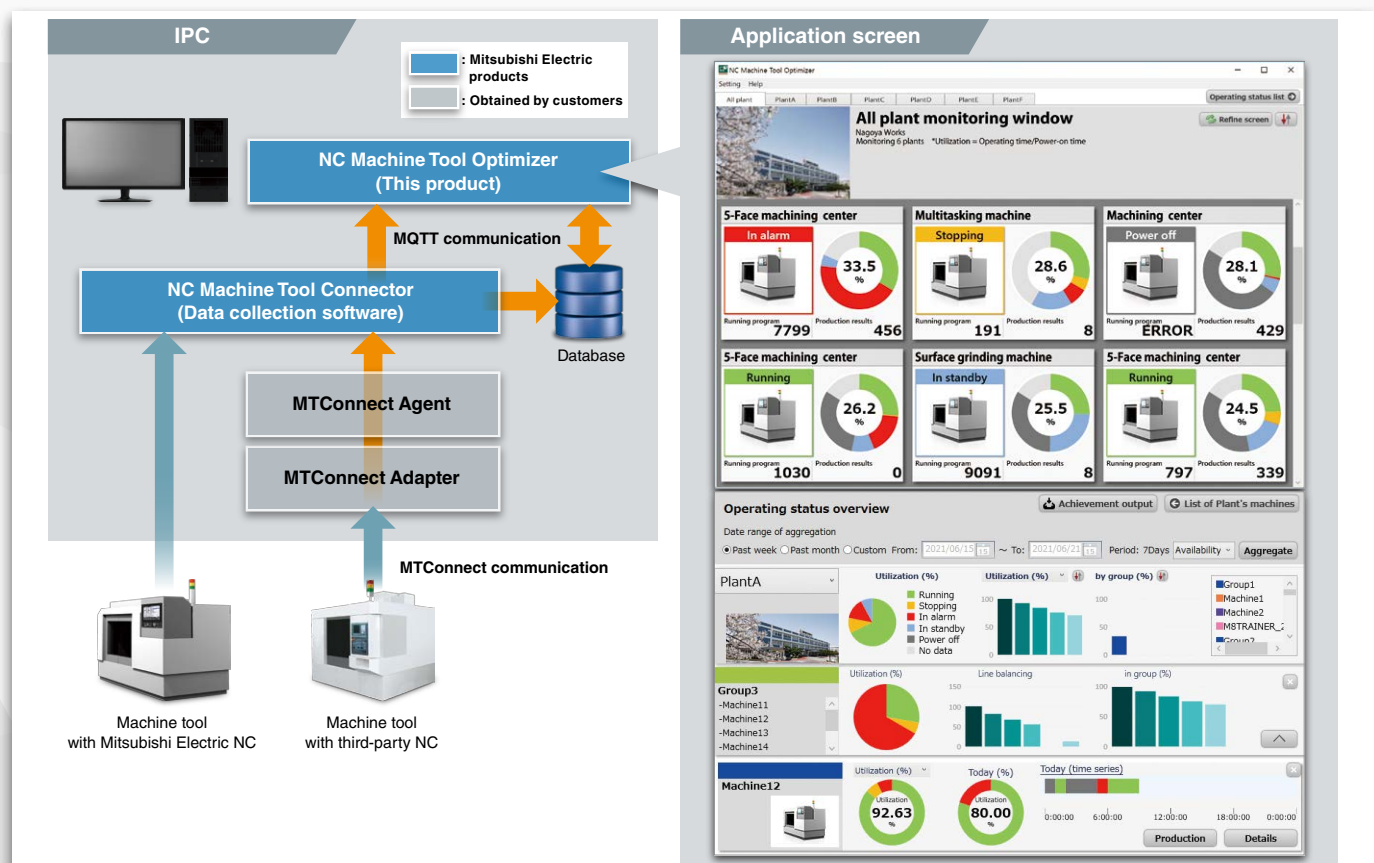 IPC
: Mitsubishi Electric
products
: Obtained by customers
NC Machine Tool Optimizer
(This product)
MQTT communication
NC Machine Tool Connector
(Data collection software)
Database
MTConnect Agent
MTConnect Adapter
MTConnect communication
Machine tool
with Mitsubishi Electric NC
Machine tool
with third-party NC
Application screen
NC Machine Tool Optimizer
Setting Help
All plant PlantA PlantB PlantC PlantD PlantE PlantF
Operating status list
All plant monitoring window
Nagoya Works
Monitoring 6 plants *Utilization = Operating time/Power-on time
Refine screen
5-Face machining center
In alarm
33.5
%
Running program
7799
Production results
456
Multitasking machine
Stopping
28.6
%
Running program
191
Production results
8
Machining center
Power off
28.1
%
Running program
ERROR
Production results
429
5-Face machining center
Running
26.2
%
Running program
1030
Production results
0
Surface grinding machine
In standby
25.5
%
Running program
9091
Production results
8
5-Face machining center
Running
24.5
%
Running program
797
Production results
339
Operating status overview
Achievement output
List of Plant's machines
Date range of aggregation
Past week Past month Custom From: 2021/06/15 15 ~ To: 2021/06/21 15 Period: 7Days Availability Aggregate
PlantA
Utilization (%)
Running
Stopping
In alarm
In standby
Power off
No data
Utilization (%)
100
50
0
by group (%)
100
50
0
Group1
Machine1
Machine2
M8TRAINER_2
Group2
Group3
-Machine11
-Machine12
-Machine13
-Machine14
Utilization (%)
Line balancing
150
100
50
0
in group (%)
100
50
0
Machine12
Utilization (%)
Utilization
92.63
%
Today (%)
Utilization
80.00
%
Today (time series)
0:00:00 6:00:00 12:00:00 18:00:00 0:00:00
Production
Details